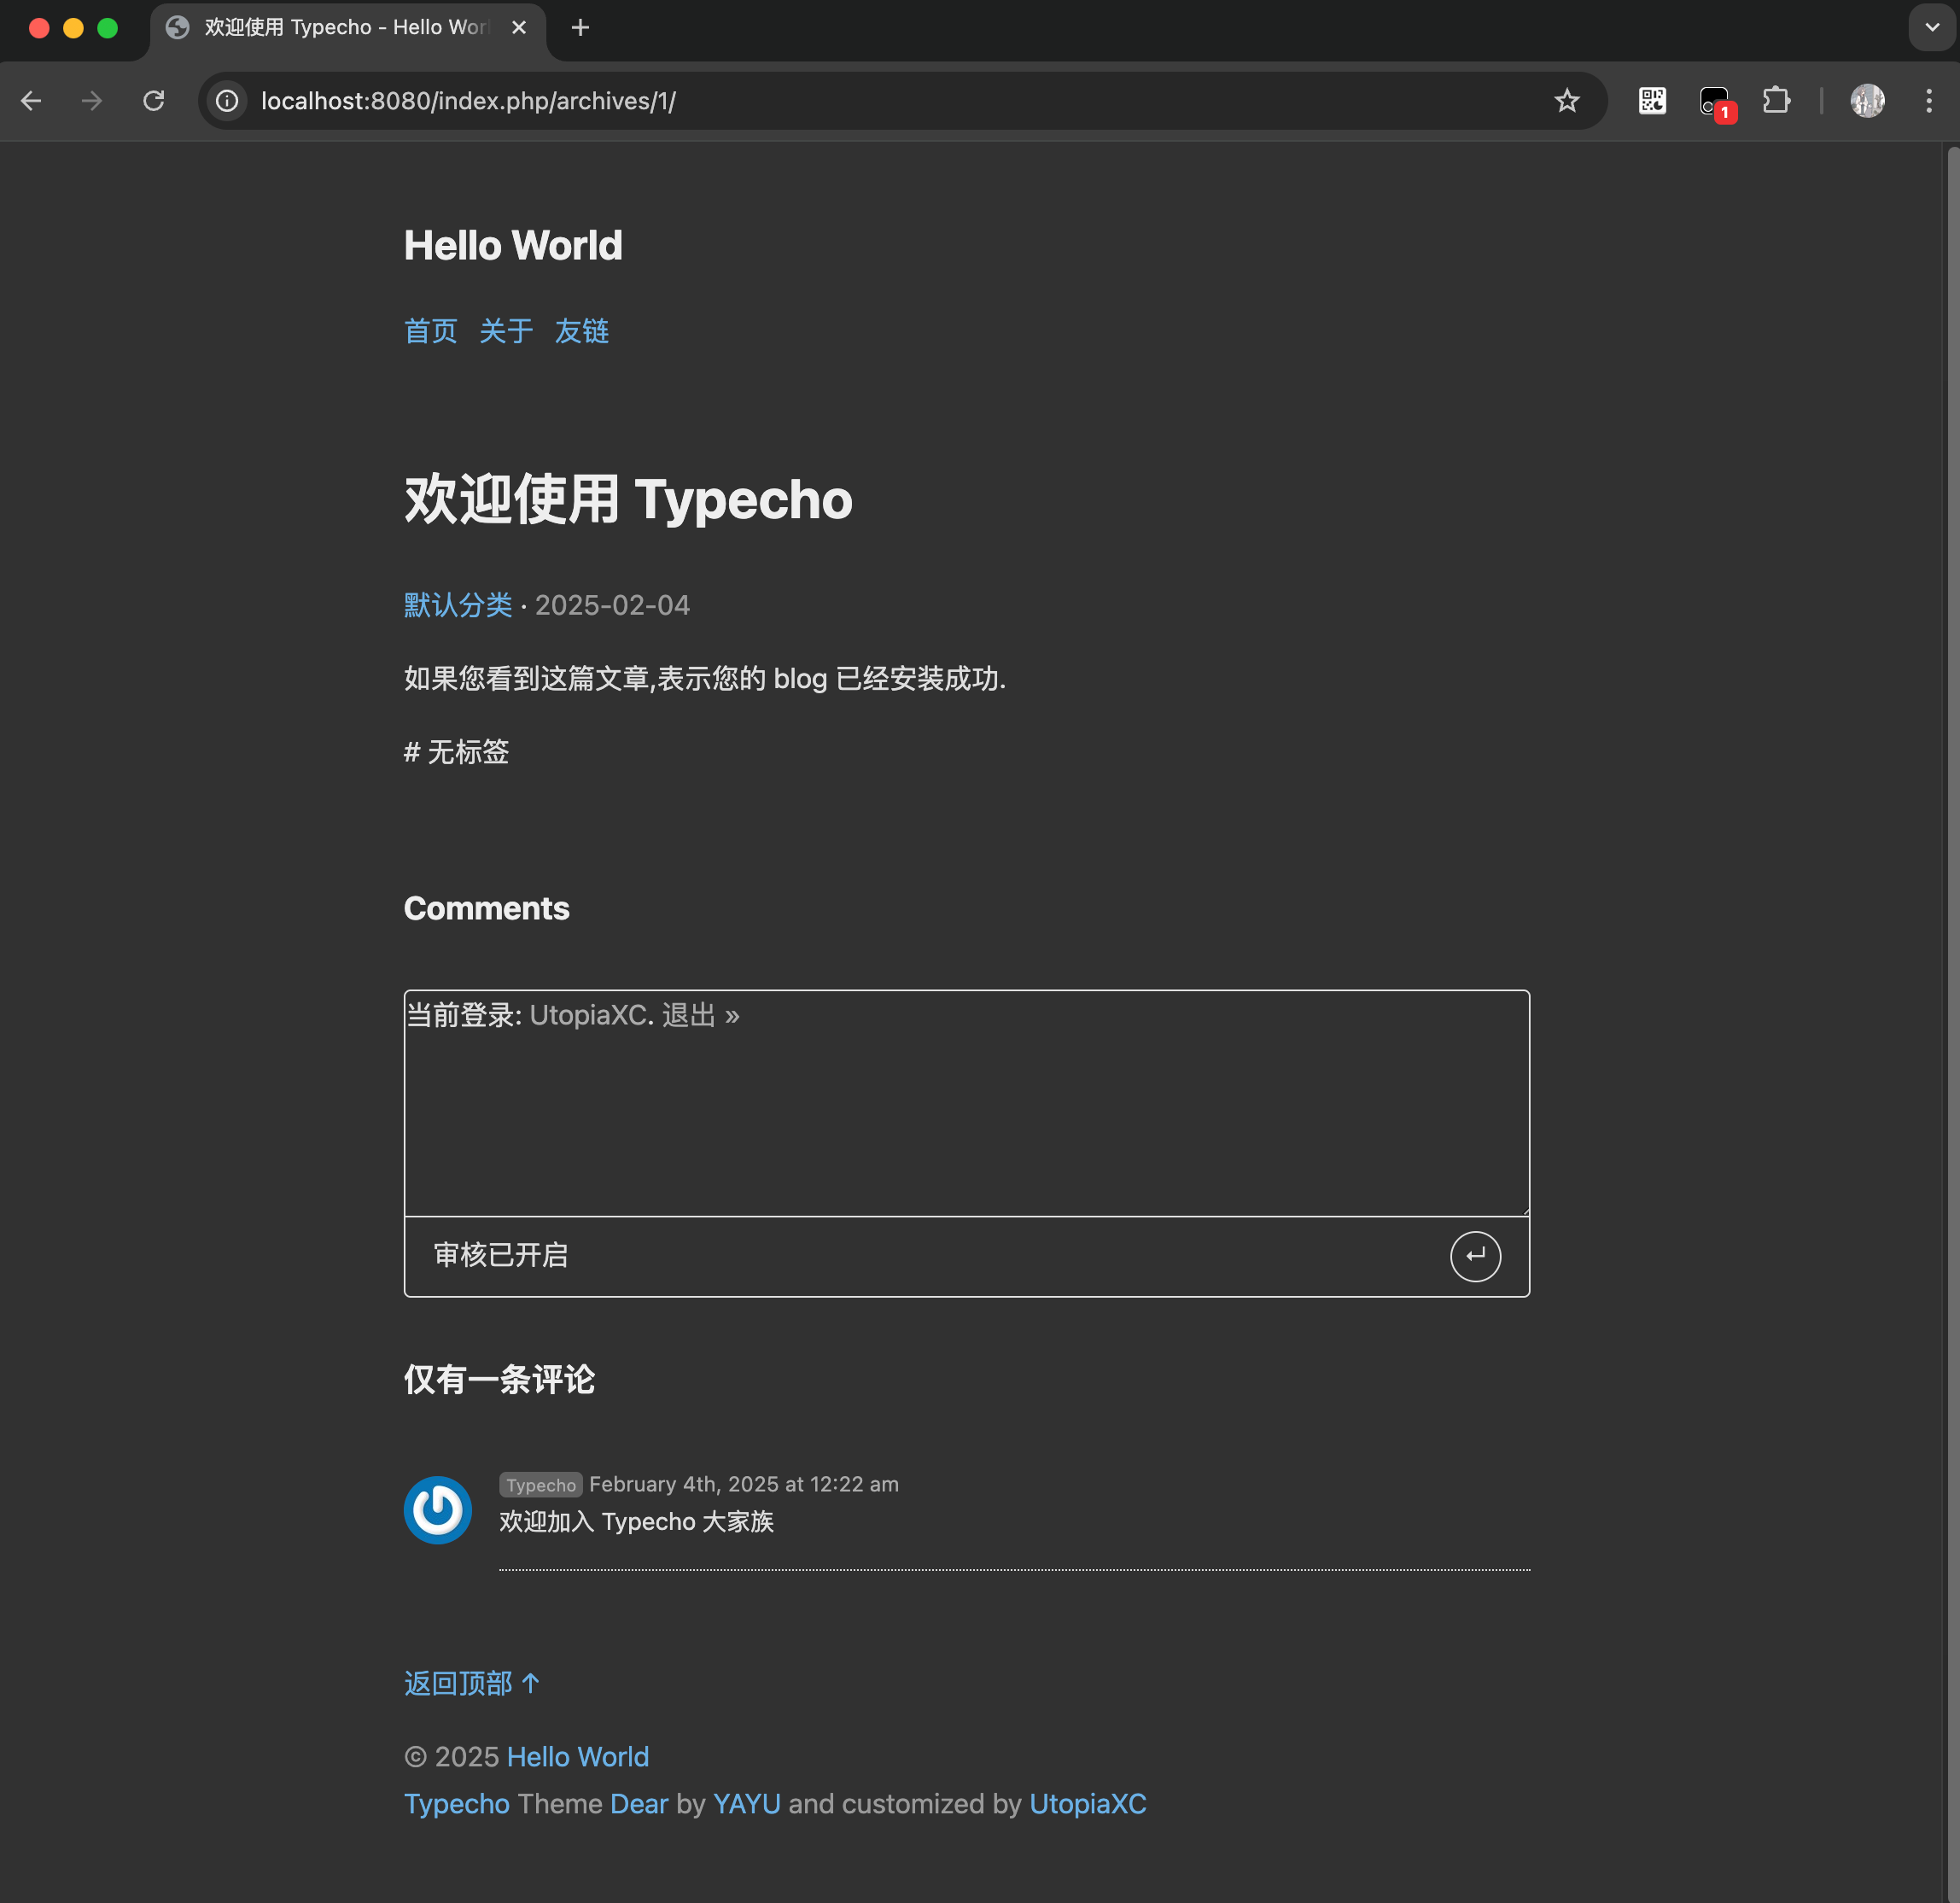 欢迎使用 Typecho - Hello Wor
localhost:8080/index.php/archives/1/
1
Hello World
首页 关于 友链
欢迎使用 Typecho
默认分类 · 2025-02-04
如果您看到这篇文章,表示您的 blog 已经安装成功.
# 无标签
Comments
当前登录: UtopiaXC. 退出 »
审核已开启
仅有一条评论
Typecho February 4th, 2025 at 12:22 am
欢迎加入 Typecho 大家族
返回顶部 ↑
© 2025 Hello World
Typecho Theme Dear by YAYU and customized by UtopiaXC